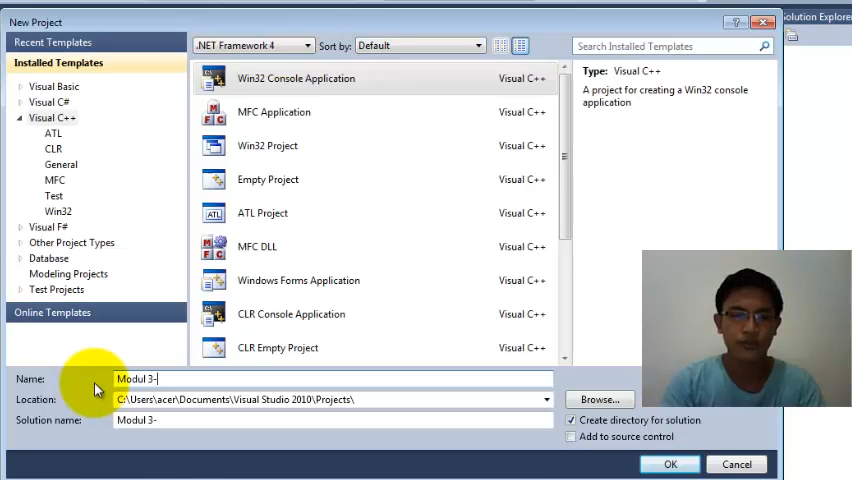 New Project
Solution Explorer
Recent Templates
.NET Framework 4
Sort by:
Default
Search Installed Templates
Installed Templates
Visual Basic
Visual C#
Visual C++
ATL
CLR
General
MFC
Test
Win32
Visual F#
Other Project Types
Database
Modeling Projects
Test Projects
Online Templates
Win32 Console Application Visual C++
MFC Application Visual C++
Win32 Project Visual C++
Empty Project Visual C++
ATL Project Visual C++
MFC DLL Visual C++
Windows Forms Application Visual C++
CLR Console Application Visual C++
CLR Empty Project Visual C++
Type: Visual C++
A project for creating a Win32 console
application
Name: Modul 3-
Location: C:\Users\acer\Documents\Visual Studio 2010\Projects\
Browse...
Solution name: Modul 3-
Create directory for solution
Add to source control
OK
Cancel